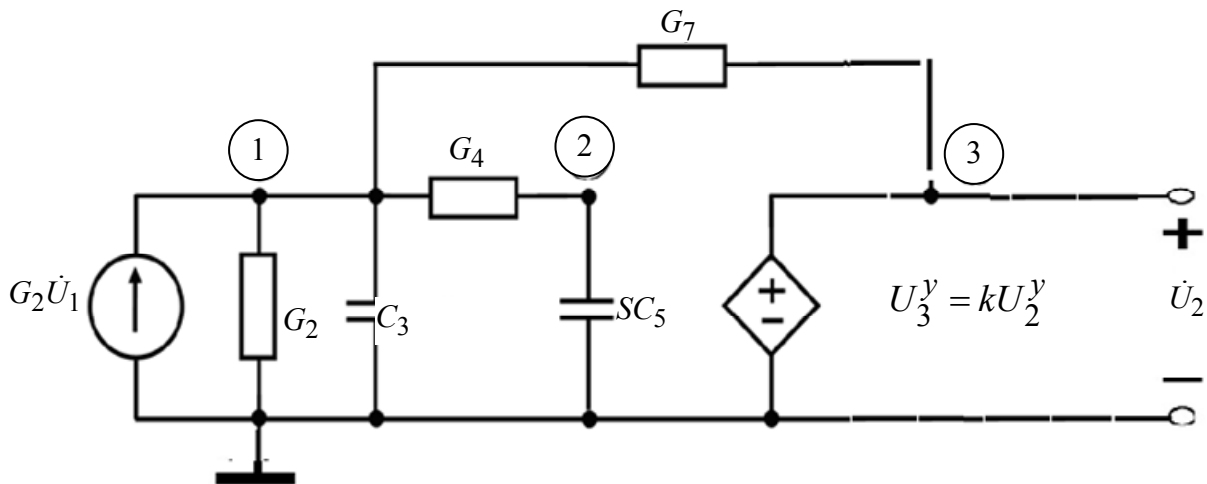 G₇
1
G₄
2
3
G₂U̇₁
G₂
C₃
SC₅
+
−
U₃ʸ = kU₂ʸ
+
U̇₂
−